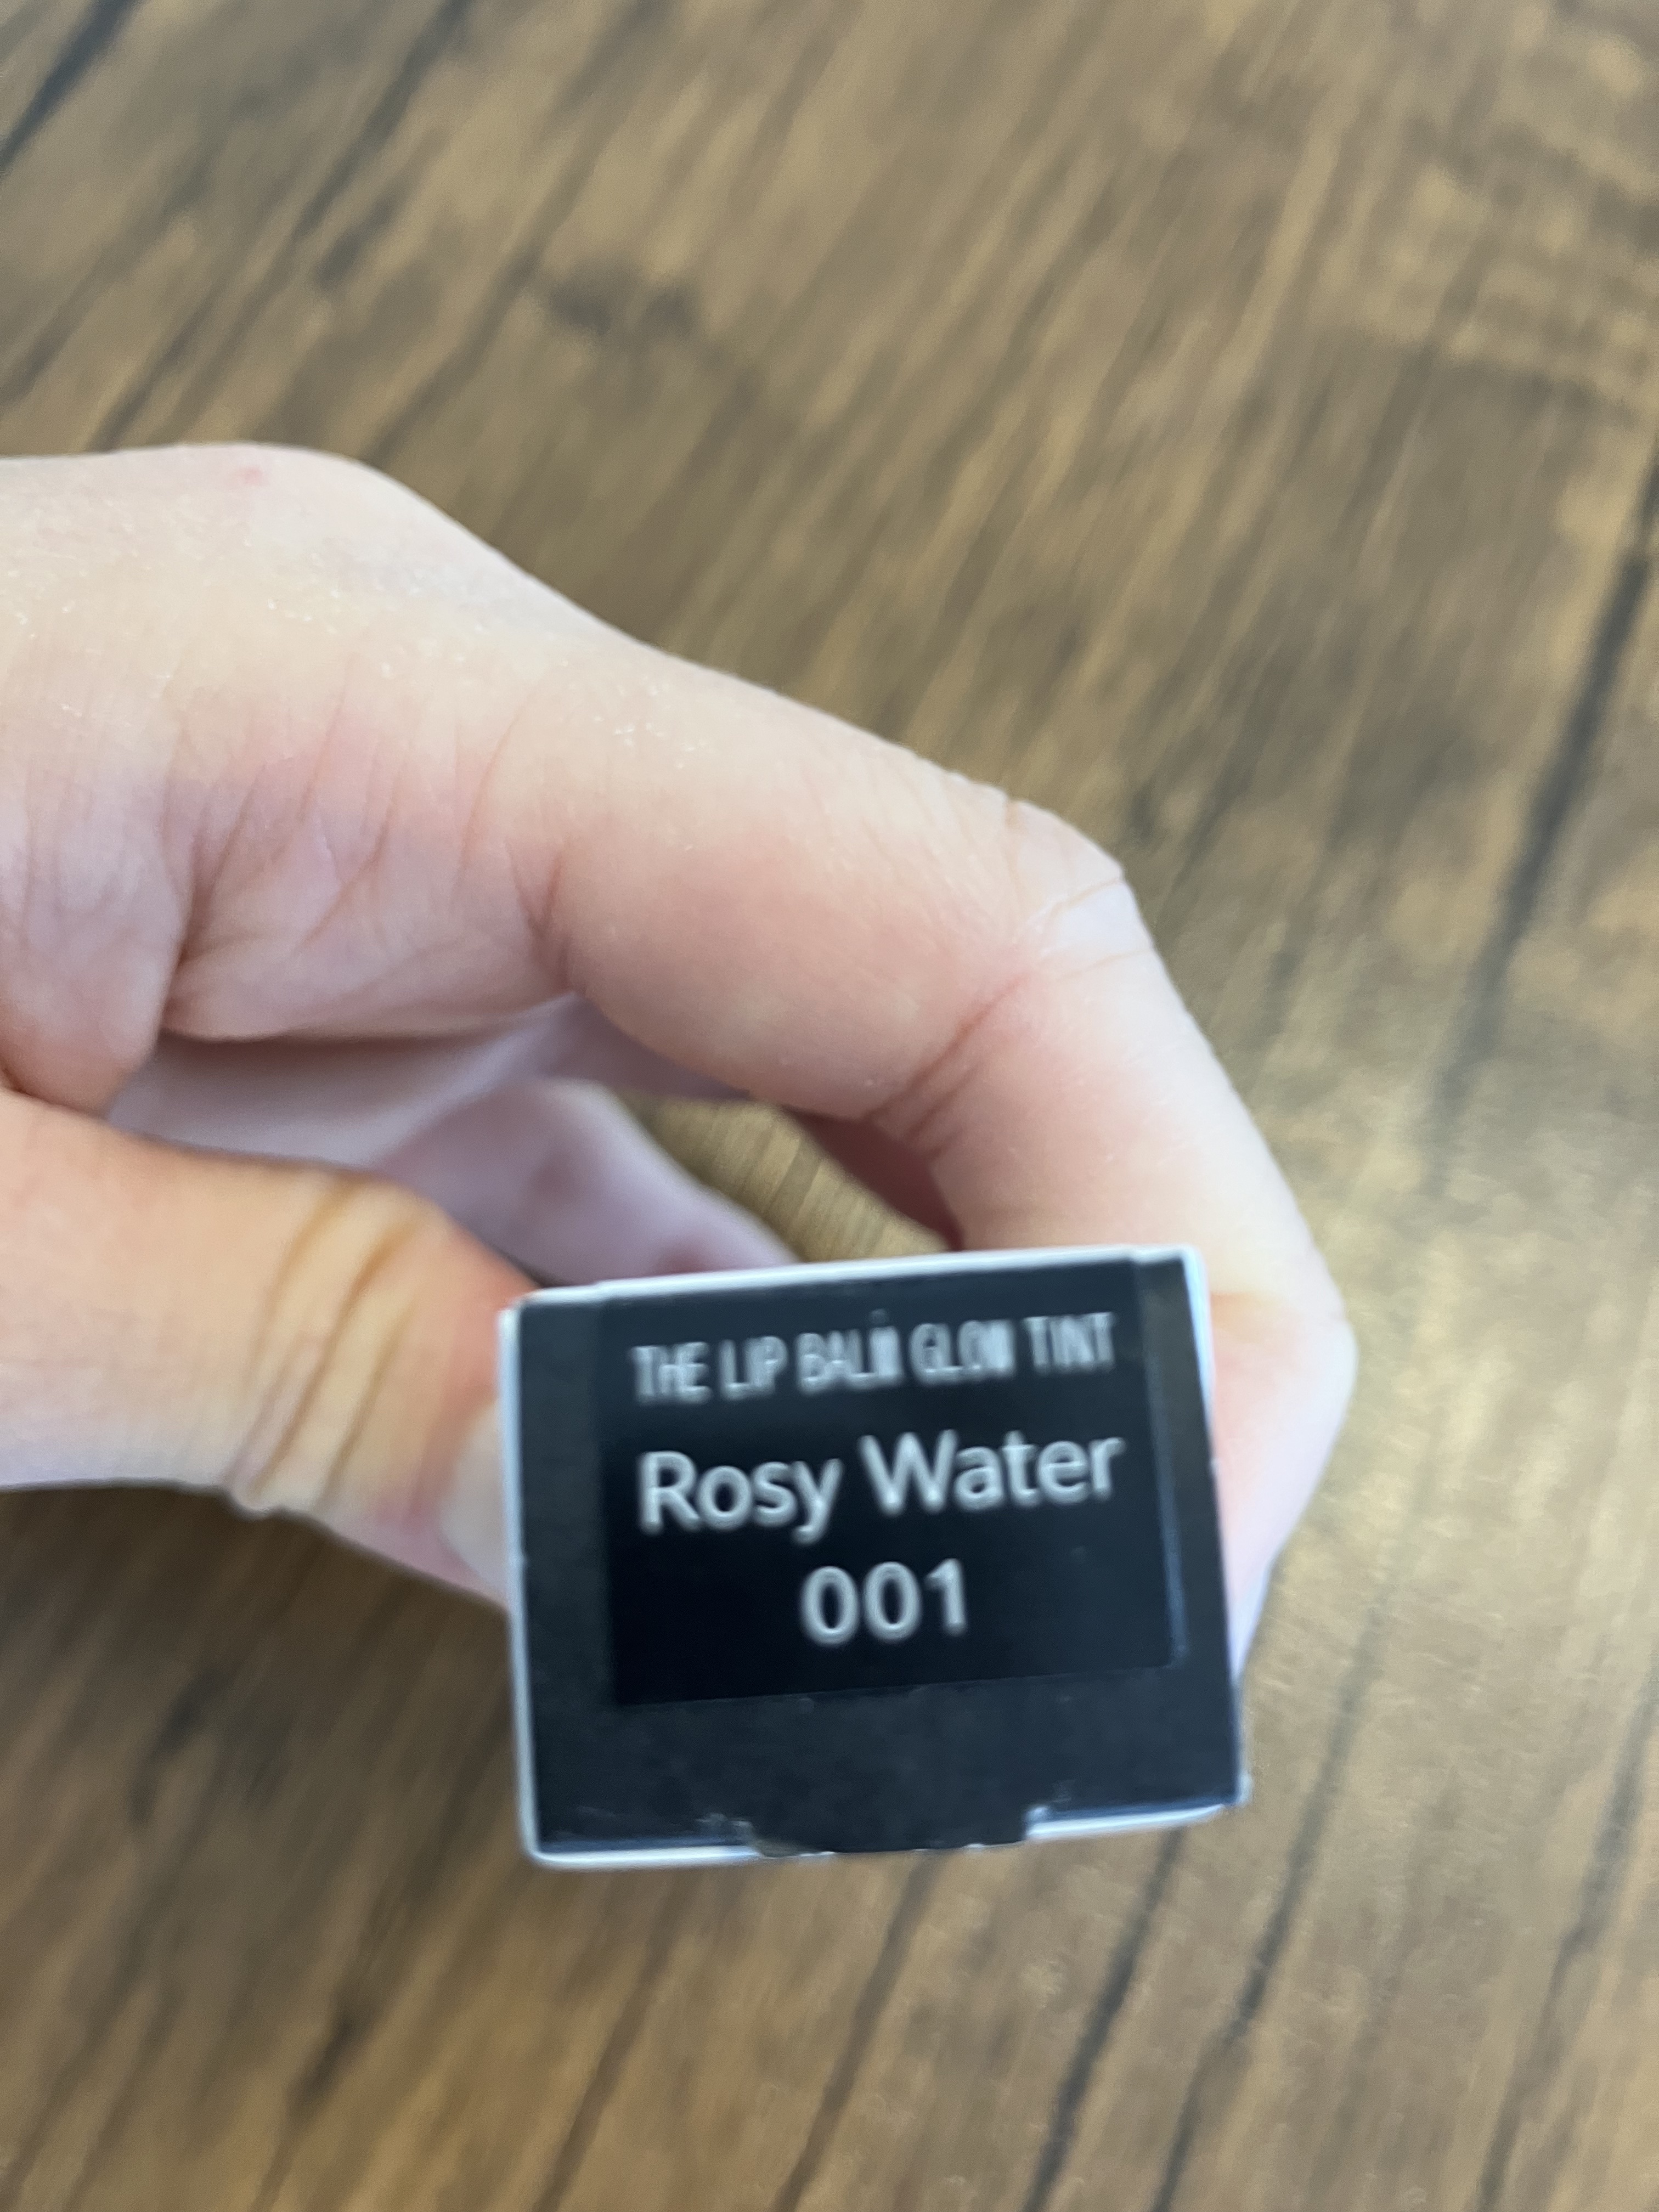 THE LIP BALM GLOW TINT
Rosy Water
001